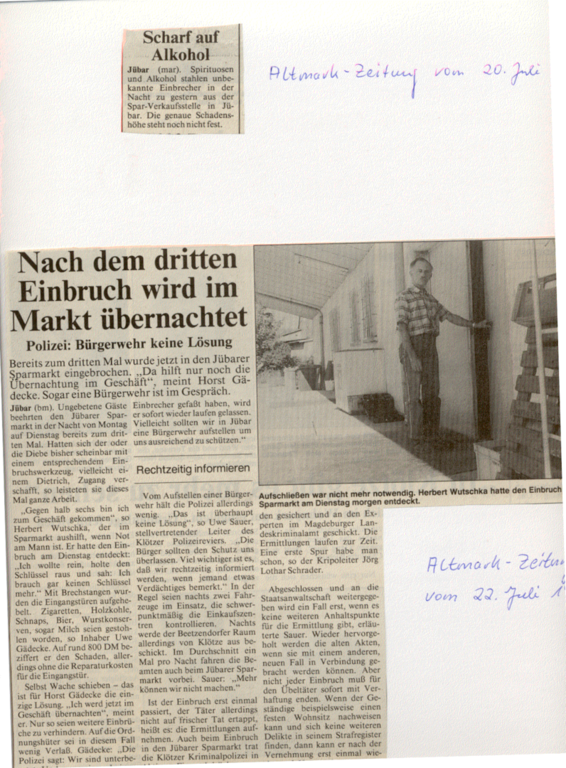 Scharf auf
Alkohol
Jübar (mar). Spirituosen
und Alkohol stahlen unbe-
kannte Einbrecher in der
Nacht zu gestern aus der
Spar-Verkaufsstelle in Jü-
bar. Die genaue Schadens-
höhe steht noch nicht fest.
Altmark-Zeitung vom 20. Juli
Nach dem dritten
Einbruch wird im
Markt übernachtet
Polizei: Bürgerwehr keine Lösung
Bereits zum dritten Mal wurde jetzt in den Jübarer
Sparmarkt eingebrochen. „Da hilft nur noch die
Übernachtung im Geschäft“, meint Horst Gä-
decke. Sogar eine Bürgerwehr ist im Gespräch.
Jübar (bm). Ungebetene Gäste
beehrten den Jübarer Spar-
markt in der Nacht von Montag
auf Dienstag bereits zum drit-
ten Mal. Hatten sich der oder
die Diebe bisher scheinbar mit
einem entsprechendem Ein-
bruchswerkzeug, vielleicht ei-
nem Dietrich, Zugang ver-
schafft, so leisteten sie dieses
Mal ganze Arbeit.
„Gegen halb sechs bin ich
zum Geschäft gekommen“, so
Herbert Wutschka, der im
Sparmarkt aushilft, wenn Not
am Mann ist. Er hatte den Ein-
bruch am Dienstag entdeckt:
„Ich wollte rein, holte den
Schlüssel raus und sah: Ich
brauch gar keinen Schlüssel
mehr.“ Mit Brechstangen wur-
den die Eingangstüren aufgehe-
belt. Zigaretten, Holzkohle,
Schnaps, Bier, Wurstkonser-
ven, sogar Milch seien gestoh-
len worden, so Inhaber Uwe
Gädecke. Auf rund 800 DM be-
ziffert er den Schaden, aller-
dings ohne die Reparaturkosten
für die Eingangstür.
Selbst Wache schieben – das
ist für Horst Gädecke die ein-
zige Lösung. „Ich werd jetzt im
Geschäft übernachten“, meint
er. Nur so seien weitere Einbrü-
che zu verhindern. Auf die Ord-
nungshüter sei in diesem Fall
wenig Verlaß. Gädecke: „Die
Polizei sagt: Wir sind unterbe-
Einbrecher gefaßt haben, wird
er sofort wieder laufen gelassen.
Vielleicht sollten wir in Jübar
eine Bürgerwehr aufstellen um
uns ausreichend zu schützen.“
Rechtzeitig informieren
Vom Aufstellen einer Bürger-
wehr hält die Polizei allerdings
wenig. „Das ist überhaupt
keine Lösung“, so Uwe Sauer,
stellvertretender Leiter des
Klötzer Polizeireviers. „Die
Bürger sollten den Schutz uns
überlassen. Viel wichtiger ist es,
daß wir rechtzeitig informiert
werden, wenn jemand etwas
Verdächtiges bemerkt.“ In der
Regel seien nachts zwei Fahr-
zeuge im Einsatz, die schwer-
punktmäßig die Einkaufszen-
tren kontrollieren. Nachts
werde der Beetzendorfer Raum
allerdings von Klötze aus be-
schickt. Im Durchschnitt ein
Mal pro Nacht fahren die Be-
amten auch beim Jübarer Spar-
markt vorbei. Sauer: „Mehr
können wir nicht machen.“
Ist der Einbruch erst einmal
passiert, der Täter allerdings
nicht auf frischer Tat ertappt,
heißt es: die Ermittlungen auf-
nehmen. Auch beim Einbruch
in den Jübarer Sparmarkt trat
die Klötzer Kriminalpolizei in
Aufschließen war nicht mehr notwendig. Herbert Wutschka hatte den Einbruch
Sparmarkt am Dienstag morgen entdeckt.
den gesichert und an den Ex-
perten im Magdeburger Lan-
deskriminalamt geschickt. Die
Ermittlungen laufen zur Zeit.
Eine erste Spur habe man
schon, so der Kripoleiter Jörg
Lothar Schrader.
Abgeschlossen und an die
Staatsanwaltschaft weitergege-
ben wird ein Fall erst, wenn es
keine weiteren Anhaltspunkte
für die Ermittlung gibt, erläu-
terte Sauer. Wieder hervorge-
holt werden die alten Akten,
wenn sie mit einem anderen,
neuen Fall in Verbindung ge-
bracht werden können. Aber
nicht jeder Einbruch muß für
den Übeltäter sofort mit Ver-
haftung enden. Wenn der Ge-
ständige beispielsweise einen
festen Wohnsitz nachweisen
kann und sich keine weiteren
Delikte in seinem Strafregister
finden, dann kann er nach der
Vernehmung erst einmal wie-
Altmark-Zeitun
vom 22. Juli 1